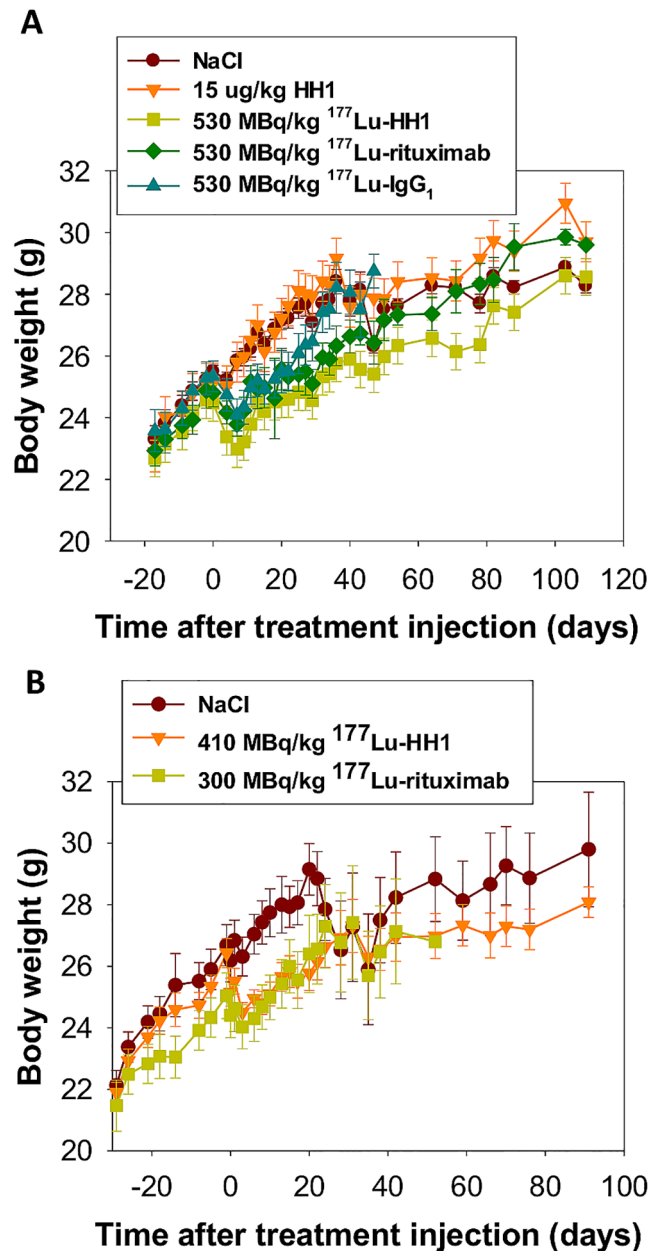 A
NaCl
15 ug/kg HH1
530 MBq/kg ¹⁷⁷Lu-HH1
530 MBq/kg ¹⁷⁷Lu-rituximab
530 MBq/kg ¹⁷⁷Lu-IgG₁
32
30
28
26
24
22
20
Body weight (g)
-20 0 20 40 60 80 100 120
Time after treatment injection (days)
B
NaCl
410 MBq/kg ¹⁷⁷Lu-HH1
300 MBq/kg ¹⁷⁷Lu-rituximab
32
30
28
26
24
22
20
Body weight (g)
-20 0 20 40 60 80 100
Time after treatment injection (days)